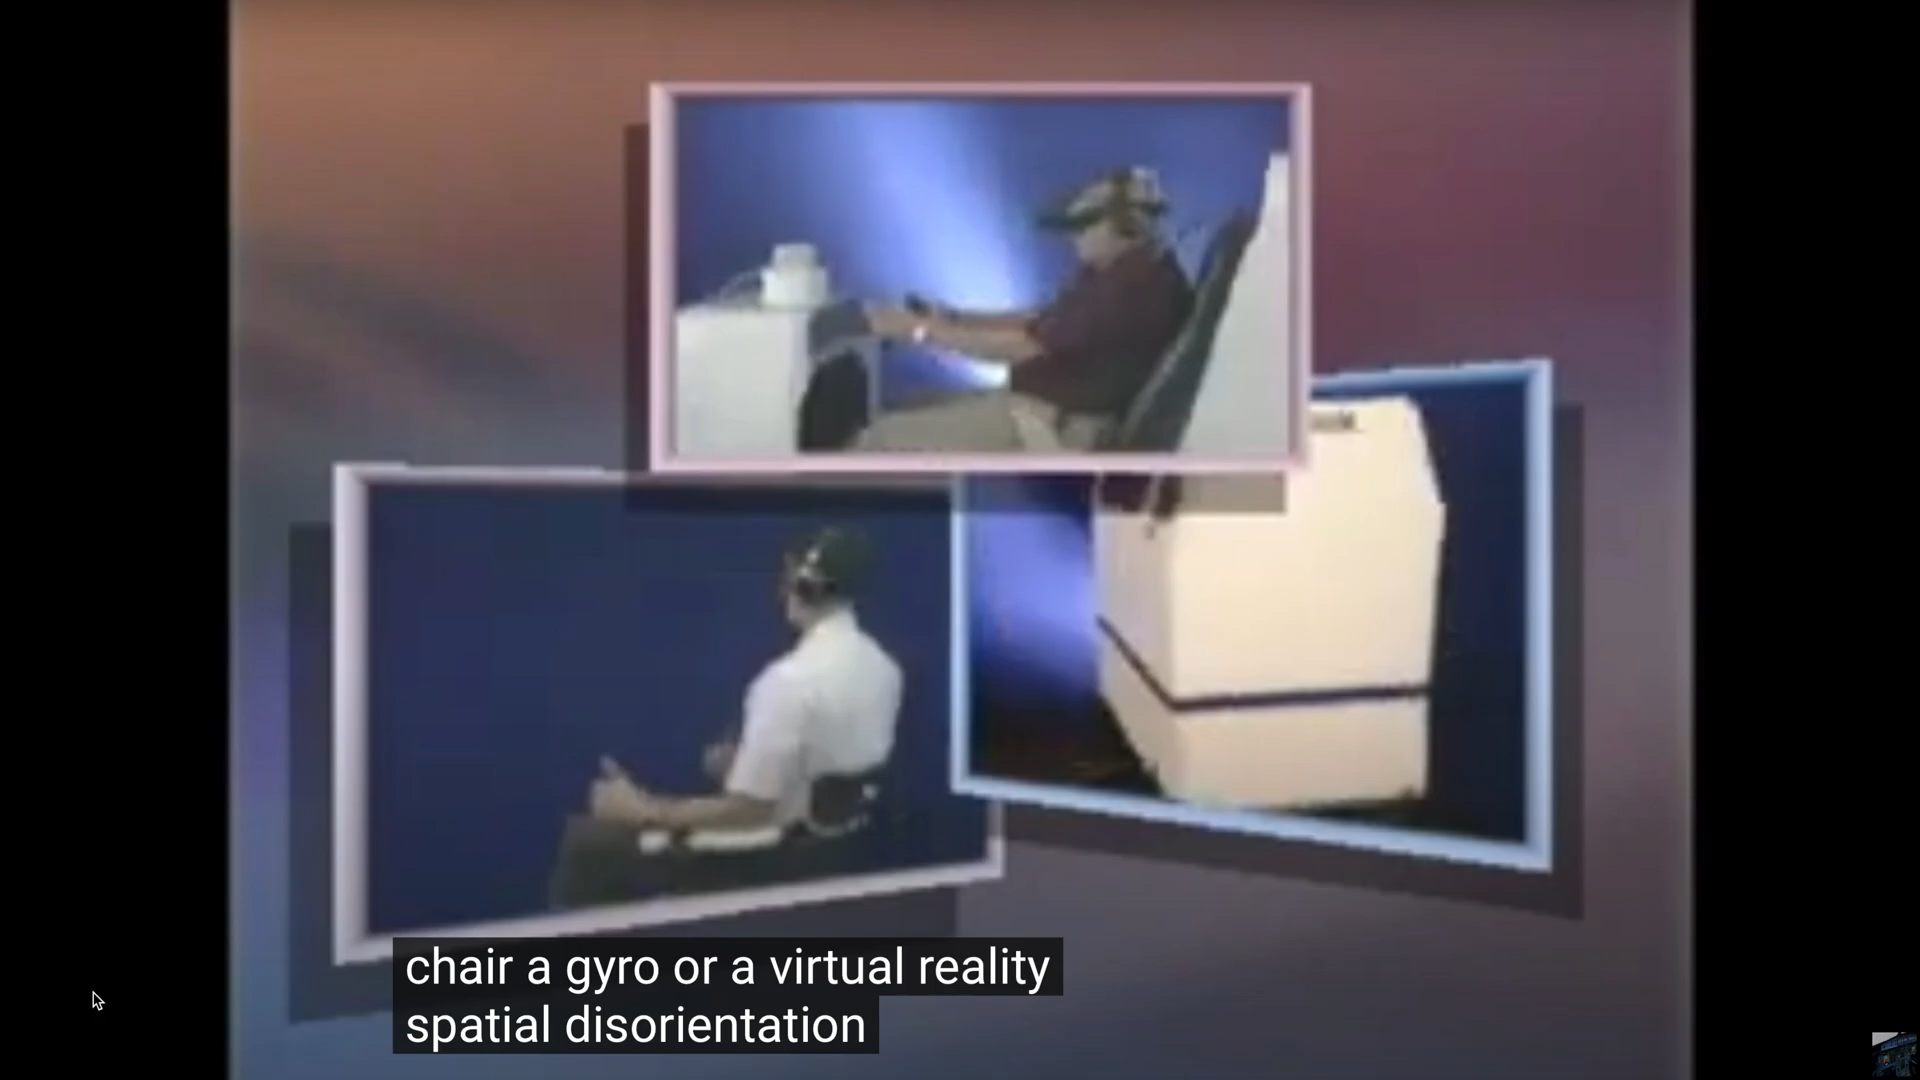 chair a gyro or a virtual reality
spatial disorientation